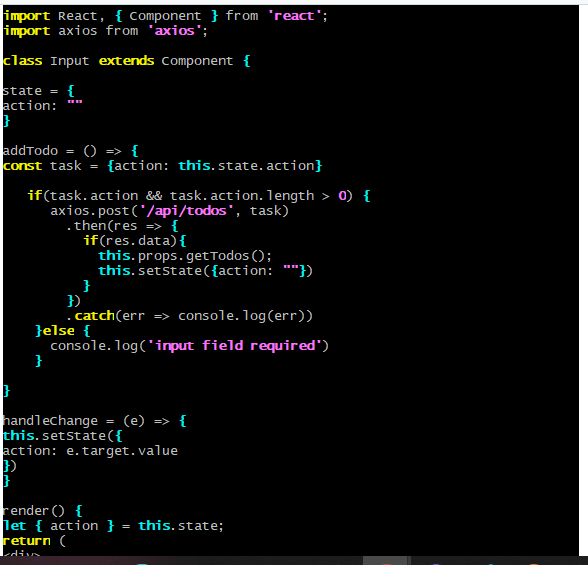 import React, { Component } from 'react';
import axios from 'axios';
class Input extends Component {
state = {
action: ""
}
addTodo = () => {
const task = {action: this.state.action}
if(task.action && task.action.length > 0) {
axios.post('/api/todos', task)
.then(res => {
if(res.data){
this.props.getTodos();
this.setState({action: ""})
}
})
.catch(err => console.log(err))
}else {
console.log('input field required')
}
}
handleChange = (e) => {
this.setState({
action: e.target.value
})
}
render() {
let { action } = this.state;
return (
<div>